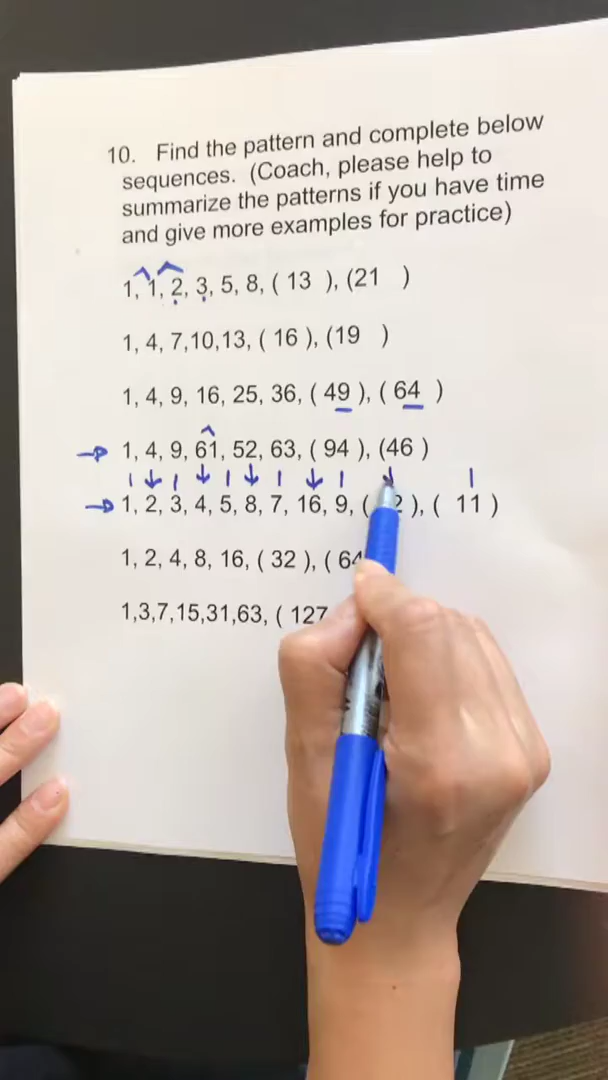 10. Find the pattern and complete below
sequences. (Coach, please help to
summarize the patterns if you have time
and give more examples for practice)
1, 1, 2, 3, 5, 8, ( 13 ), (21 )
1, 4, 7,10,13, ( 16 ), (19 )
1, 4, 9, 16, 25, 36, ( 49 ), ( 64 )
1, 4, 9, 61, 52, 63, ( 94 ), (46 )
1, 2, 3, 4, 5, 8, 7, 16, 9, ( 2 ), ( 11 )
1, 2, 4, 8, 16, ( 32 ), ( 64
1,3,7,15,31,63, ( 127